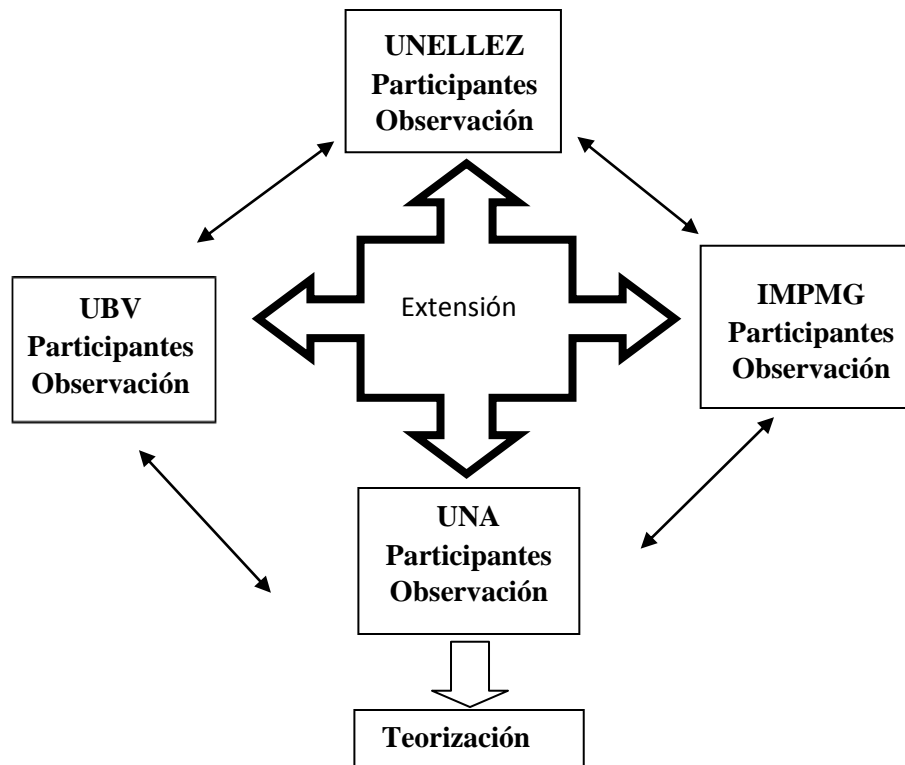 UNELLEZ
Participantes
Observación
UBV
Participantes
Observación
Extensión
IMPMG
Participantes
Observación
UNA
Participantes
Observación
Teorización